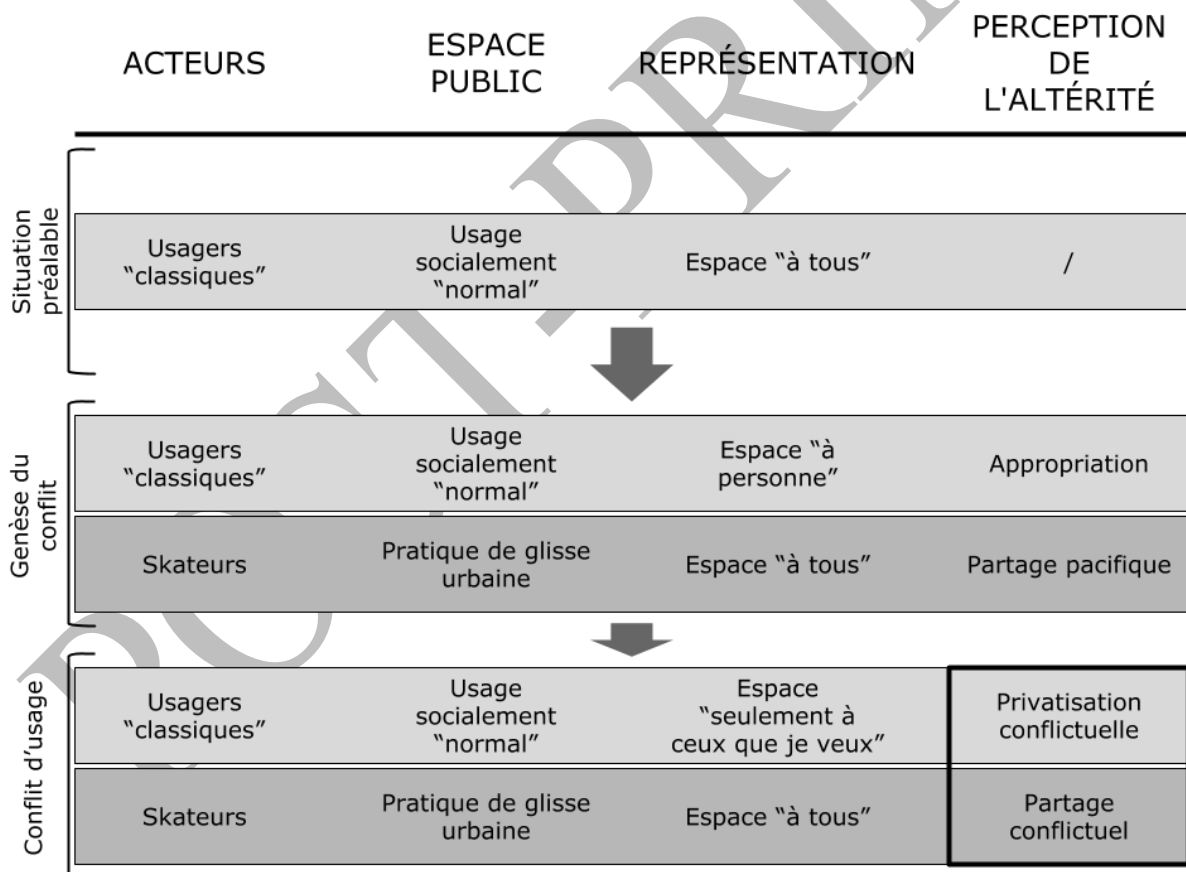 ACTEURS
ESPACE
PUBLIC
REPRÉSENTATION
PERCEPTION
DE
L'ALTÉRITÉ
Situation
préalable
Usagers
“classiques”
Usage
socialement
“normal”
Espace “à tous”
/
Genèse du
conflit
Usagers
“classiques”
Usage
socialement
“normal”
Espace “à
personne”
Appropriation
Skateurs
Pratique de glisse
urbaine
Espace “à tous”
Partage pacifique
Conflit d’usage
Usagers
“classiques”
Usage
socialement
“normal”
Espace
“seulement à
ceux que je veux”
Privatisation
conflictuelle
Skateurs
Pratique de glisse
urbaine
Espace “à tous”
Partage
conflictuel
POST-PRI